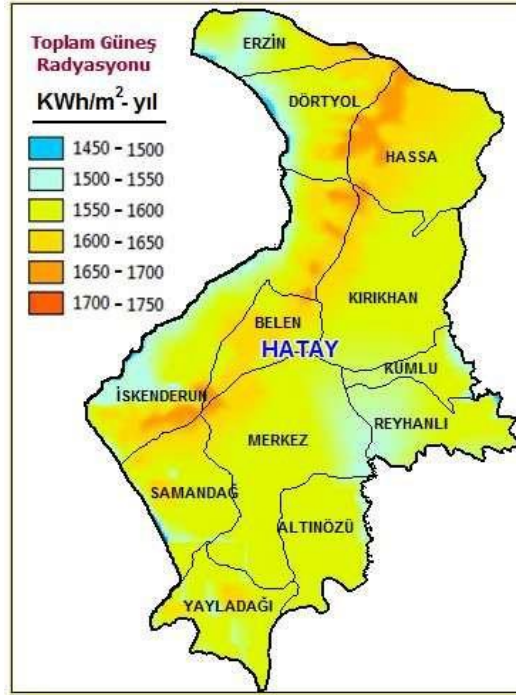 Toplam Güneş
Radyasyonu
KWh/m²- yıl
1450 - 1500
1500 - 1550
1550 - 1600
1600 - 1650
1650 - 1700
1700 - 1750
ERZİN
DÖRTYOL
HASSA
KIRIKHAN
BELEN
HATAY
KUMLU
İSKENDERUN
REYHANLI
MERKEZ
SAMANDAĞ
ALTINÖZÜ
YAYLADAĞI